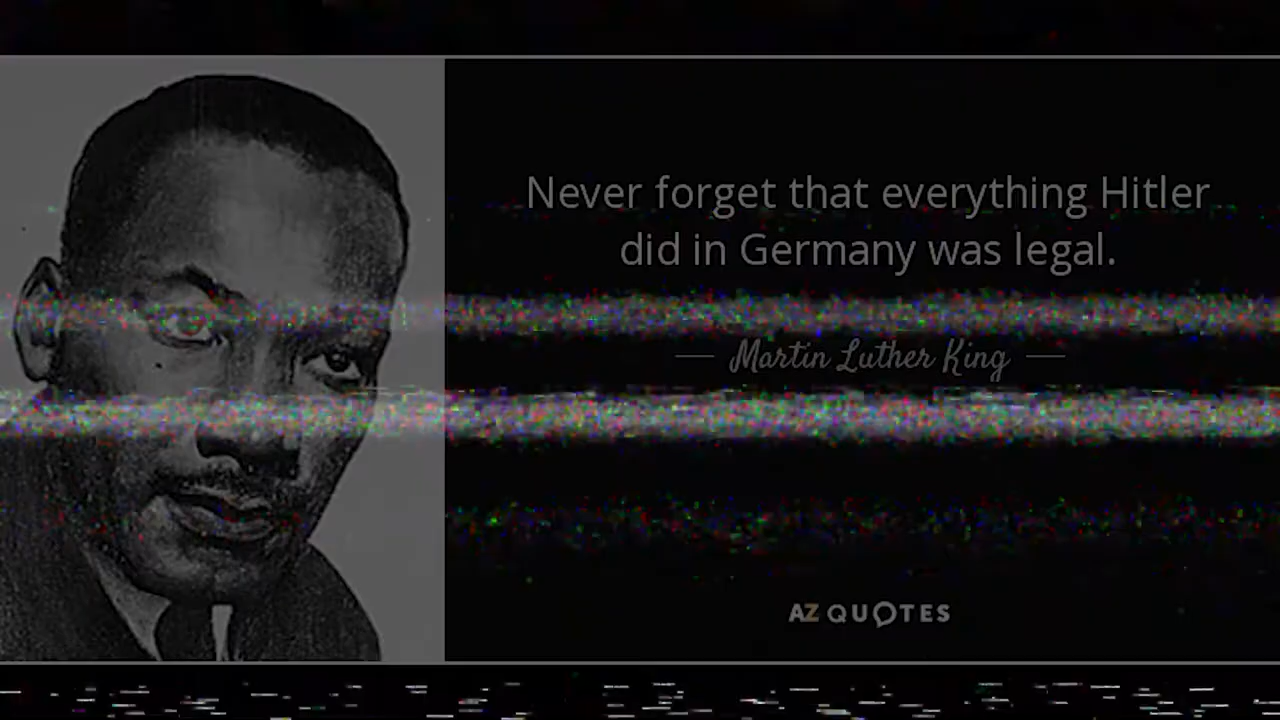 Never forget that everything Hitler
did in Germany was legal.
Martin Luther King
AZ QUOTES